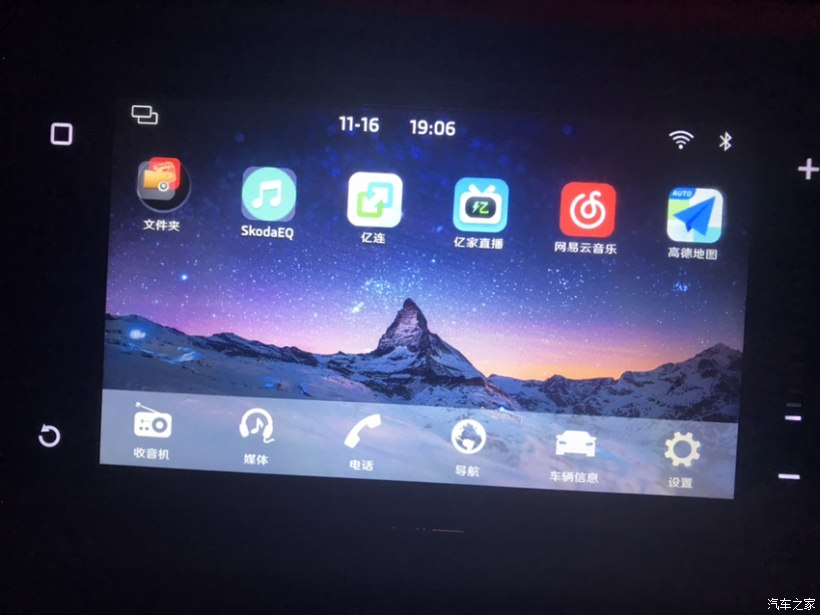 11-16 19:06
文件夹
SkodaEQ
亿连
亿
亿家直播
网易云音乐
AUTO
高德地图
收音机
媒体
电话
导航
车辆信息
设置
汽车之家